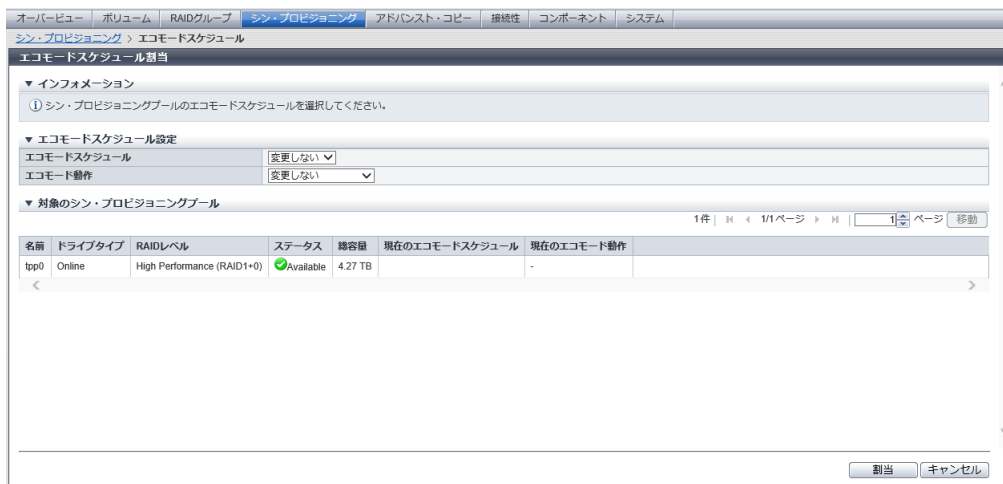 オーバービュー ボリューム RAIDグループ シン・プロビジョニング アドバンスト・コピー 接続性 コンポーネント システム
シン・プロビジョニング > エコモードスケジュール
エコモードスケジュール割当
▼ インフォメーション
シン・プロビジョニングプールのエコモードスケジュールを選択してください。
▼ エコモードスケジュール設定
エコモードスケジュール 変更しない
エコモード動作 変更しない
▼ 対象のシン・プロビジョニングプール
1件 | 1/1ページ | 1 ページ 移動
名前 ドライブタイプ RAIDレベル ステータス 総容量 現在のエコモードスケジュール 現在のエコモード動作
tpp0 Online High Performance (RAID1+0) Available 4.27 TB -
割当 キャンセル